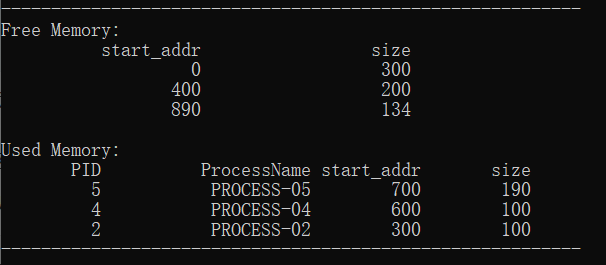 ----------------------------------------------------------
Free Memory:
start_addr size
0 300
400 200
890 134
Used Memory:
PID ProcessName start_addr size
5 PROCESS-05 700 190
4 PROCESS-04 600 100
2 PROCESS-02 300 100
----------------------------------------------------------